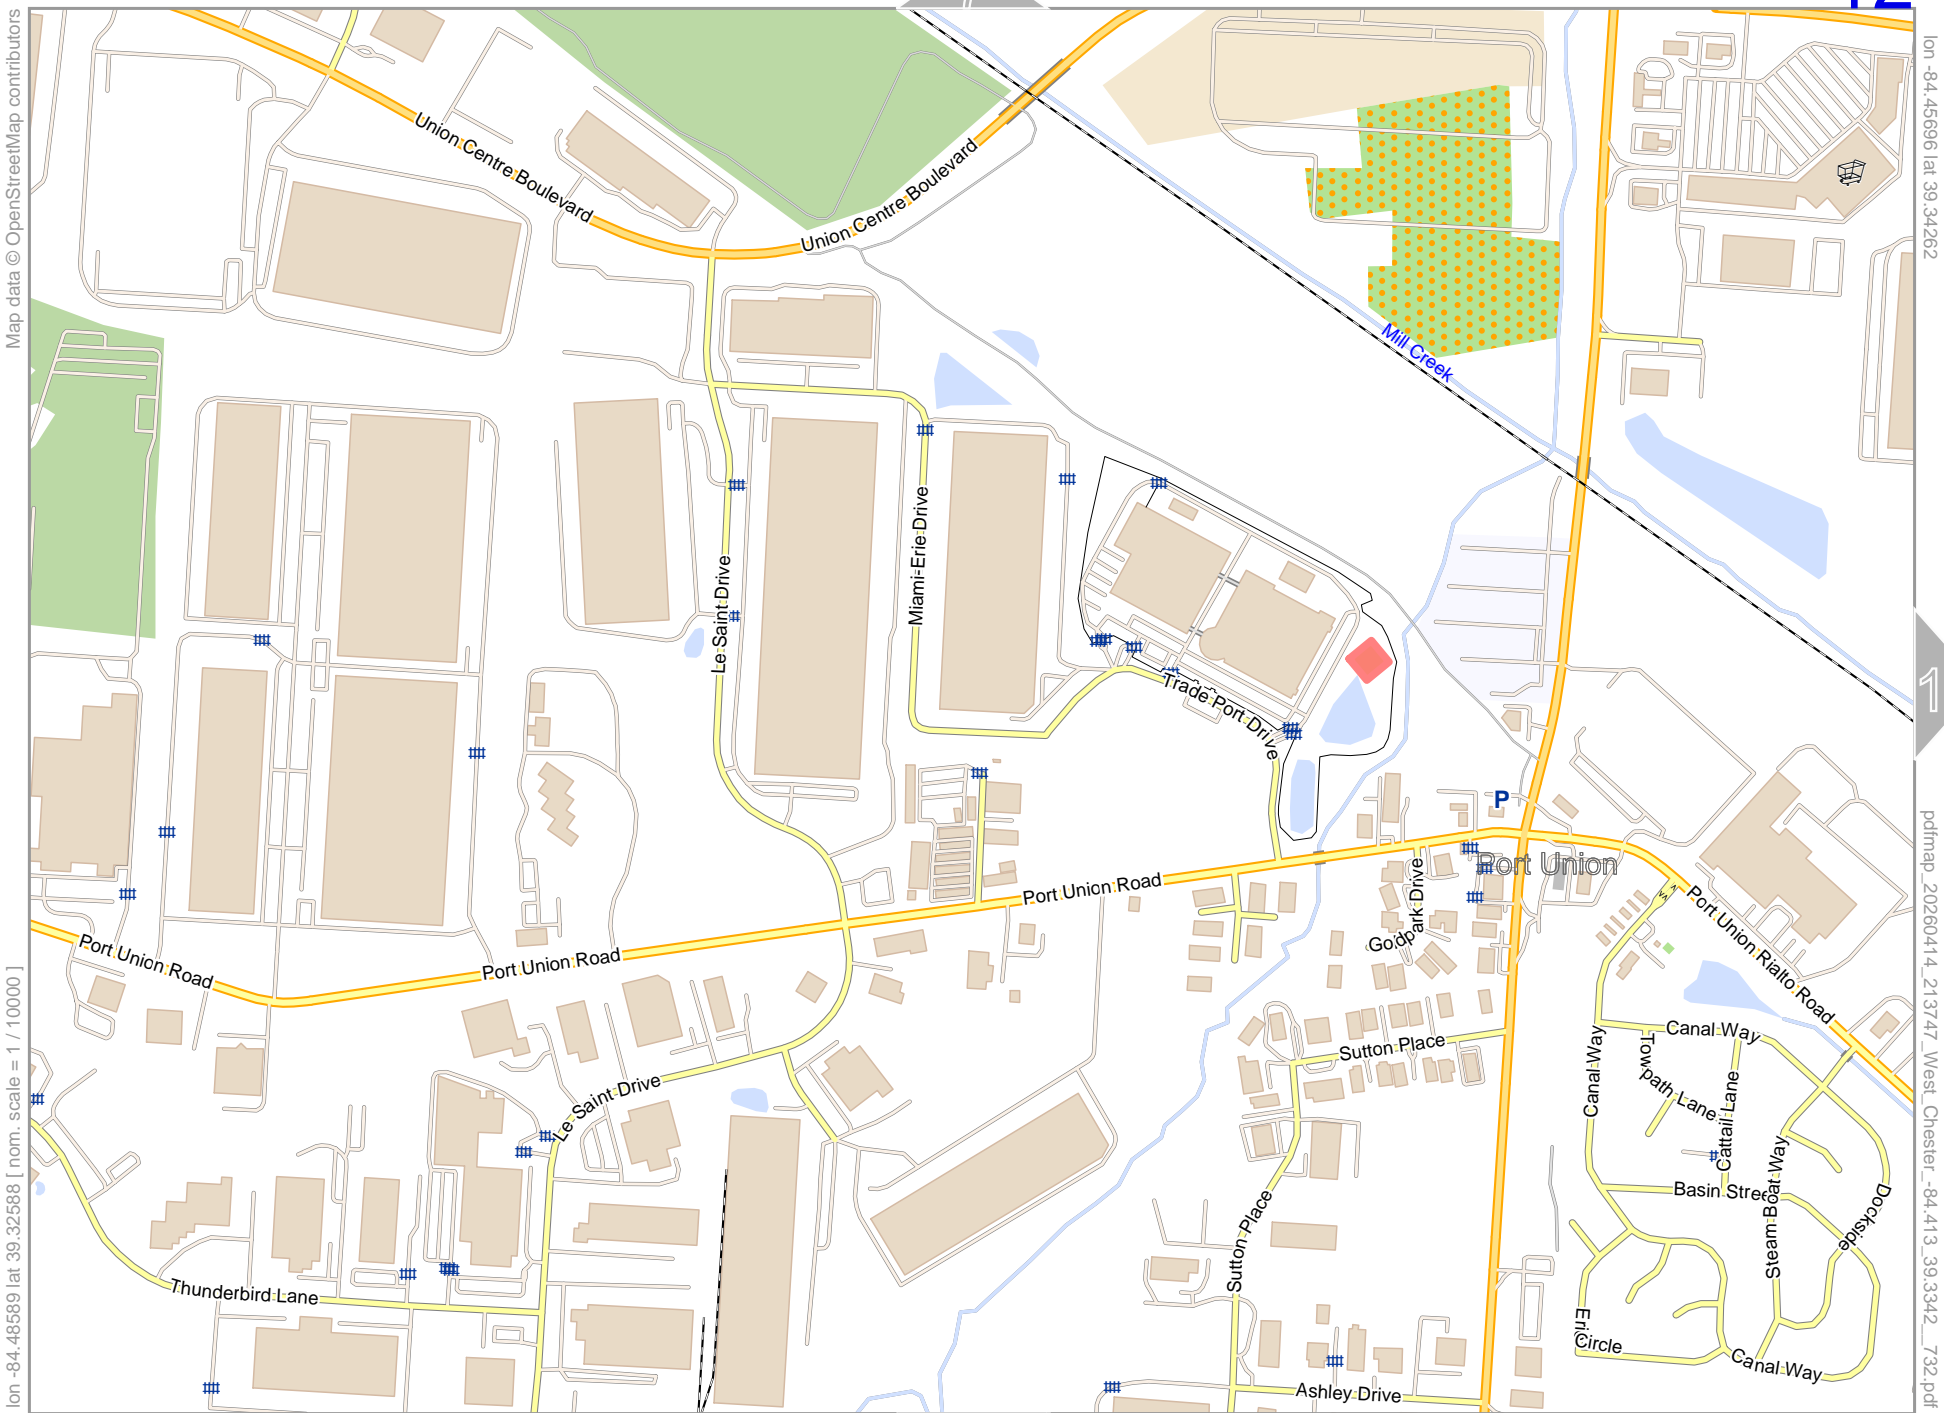 Map data © OpenStreetMap contributors
lon -84.48589 lat 39.32588 [ nom. scale = 1 / 10000 ]
lon -84.45696 lat 39.34262
pdfmap_20260414_213747_West_Chester_-84.413_39.3342__732.pdf
12
1
Union Centre Boulevard
Union Centre Boulevard
Mill Creek
Le Saint Drive
Miami-Erie Drive
Trade Port Drive
P
Port Union
Port Union Road
Port Union Road
Port Union Road
Goldpark Drive
Port Union Rialto Road
Canal Way
Canal Way
Towpath Lane
Cattail Lane
Sutton Place
Le Saint Drive
Basin Street
Steam Boat Way
Dockside
Sutton Place
Thunderbird Lane
Erie Circle
Canal Way
Ashley Drive